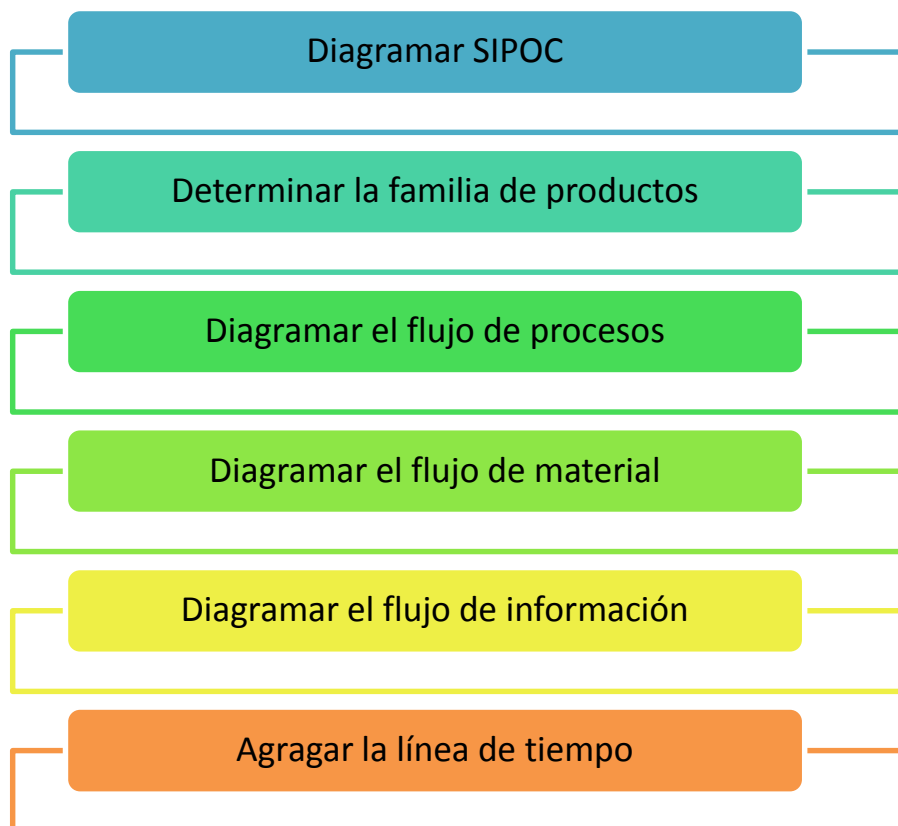 Diagramar SIPOC
Determinar la familia de productos
Diagramar el flujo de procesos
Diagramar el flujo de material
Diagramar el flujo de información
Agragar la línea de tiempo